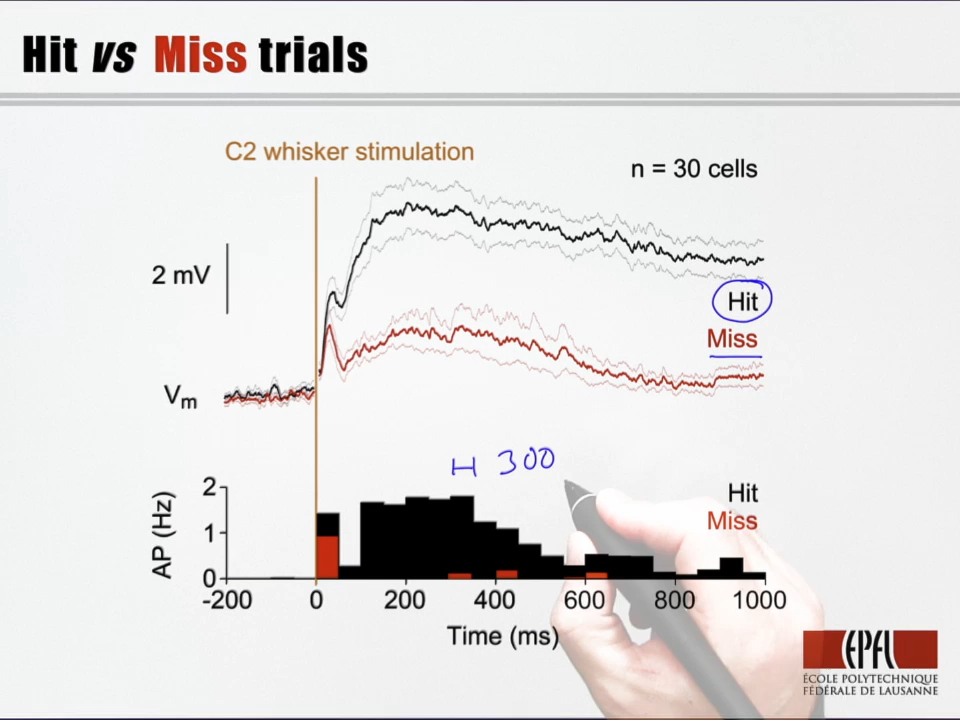 Hit vs Miss trials
C2 whisker stimulation
n = 30 cells
2 mV
Hit
Miss
Vm
H 300
Hit
Miss
AP (Hz)
2
1
0
-200 0 200 400 600 800 1000
Time (ms)
EPFL
ÉCOLE POLYTECHNIQUE
FÉDÉRALE DE LAUSANNE